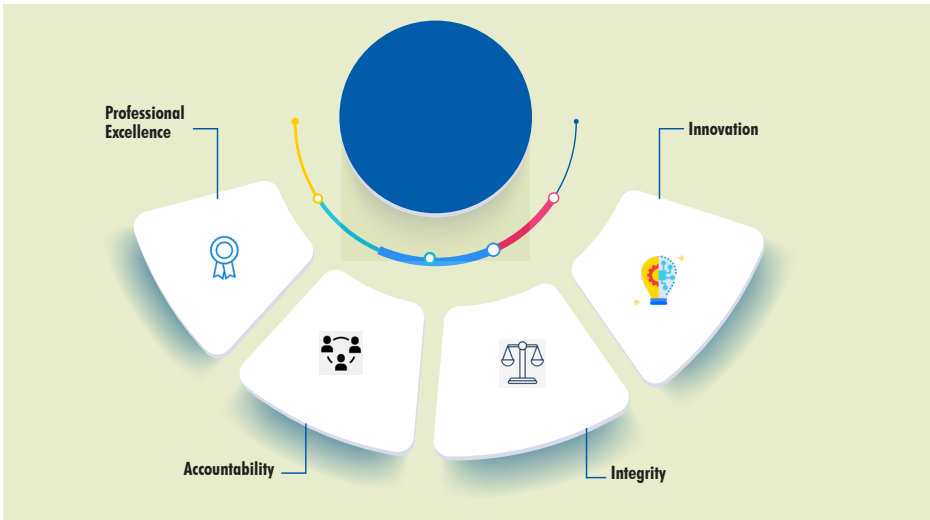 Professional
Excellence
Innovation
Accountability
Integrity